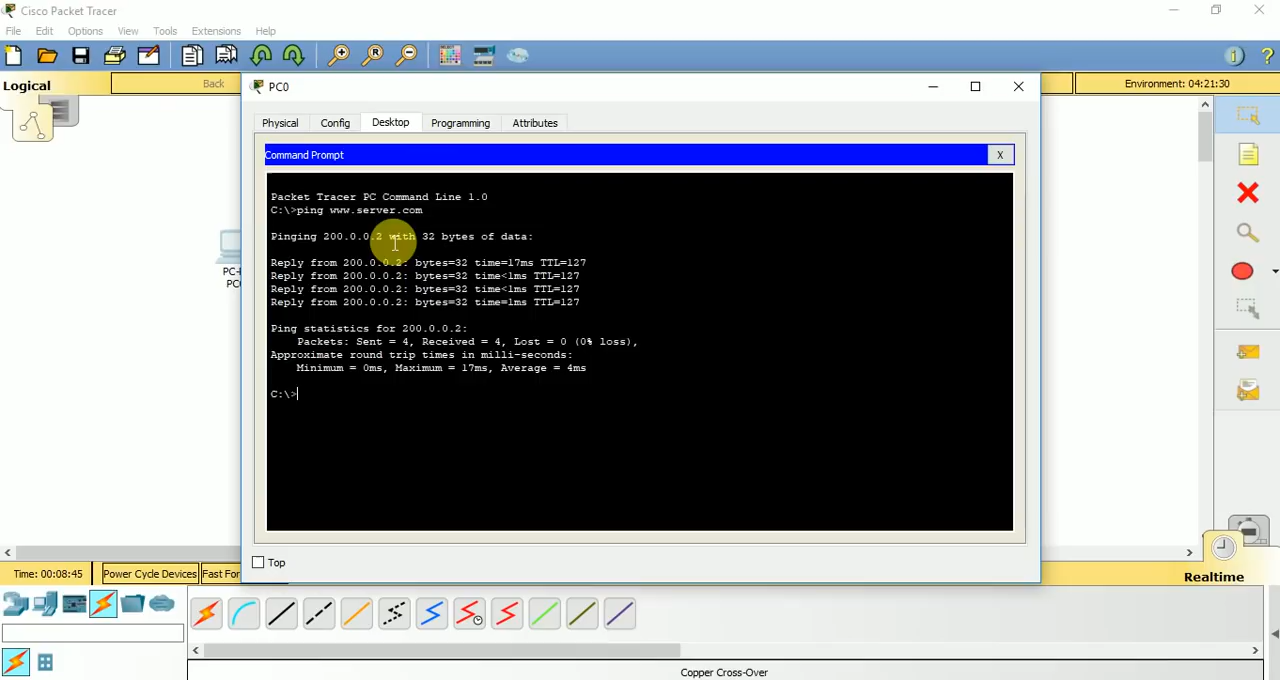 Cisco Packet Tracer
File Edit Options View Tools Extensions Help
Logical
Back
Environment: 04:21:30
PC0
Physical Config Desktop Programming Attributes
Command Prompt
X
Packet Tracer PC Command Line 1.0
C:\>ping www.server.com
Pinging 200.0.0.2 with 32 bytes of data:
Reply from 200.0.0.2: bytes=32 time=17ms TTL=127
Reply from 200.0.0.2: bytes=32 time<1ms TTL=127
Reply from 200.0.0.2: bytes=32 time<1ms TTL=127
Reply from 200.0.0.2: bytes=32 time=1ms TTL=127
Ping statistics for 200.0.0.2:
Packets: Sent = 4, Received = 4, Lost = 0 (0% loss),
Approximate round trip times in milli-seconds:
Minimum = 0ms, Maximum = 17ms, Average = 4ms
C:\>
PC-
PC
Top
Time: 00:08:45 Power Cycle Devices Fast For
Realtime
Copper Cross-Over